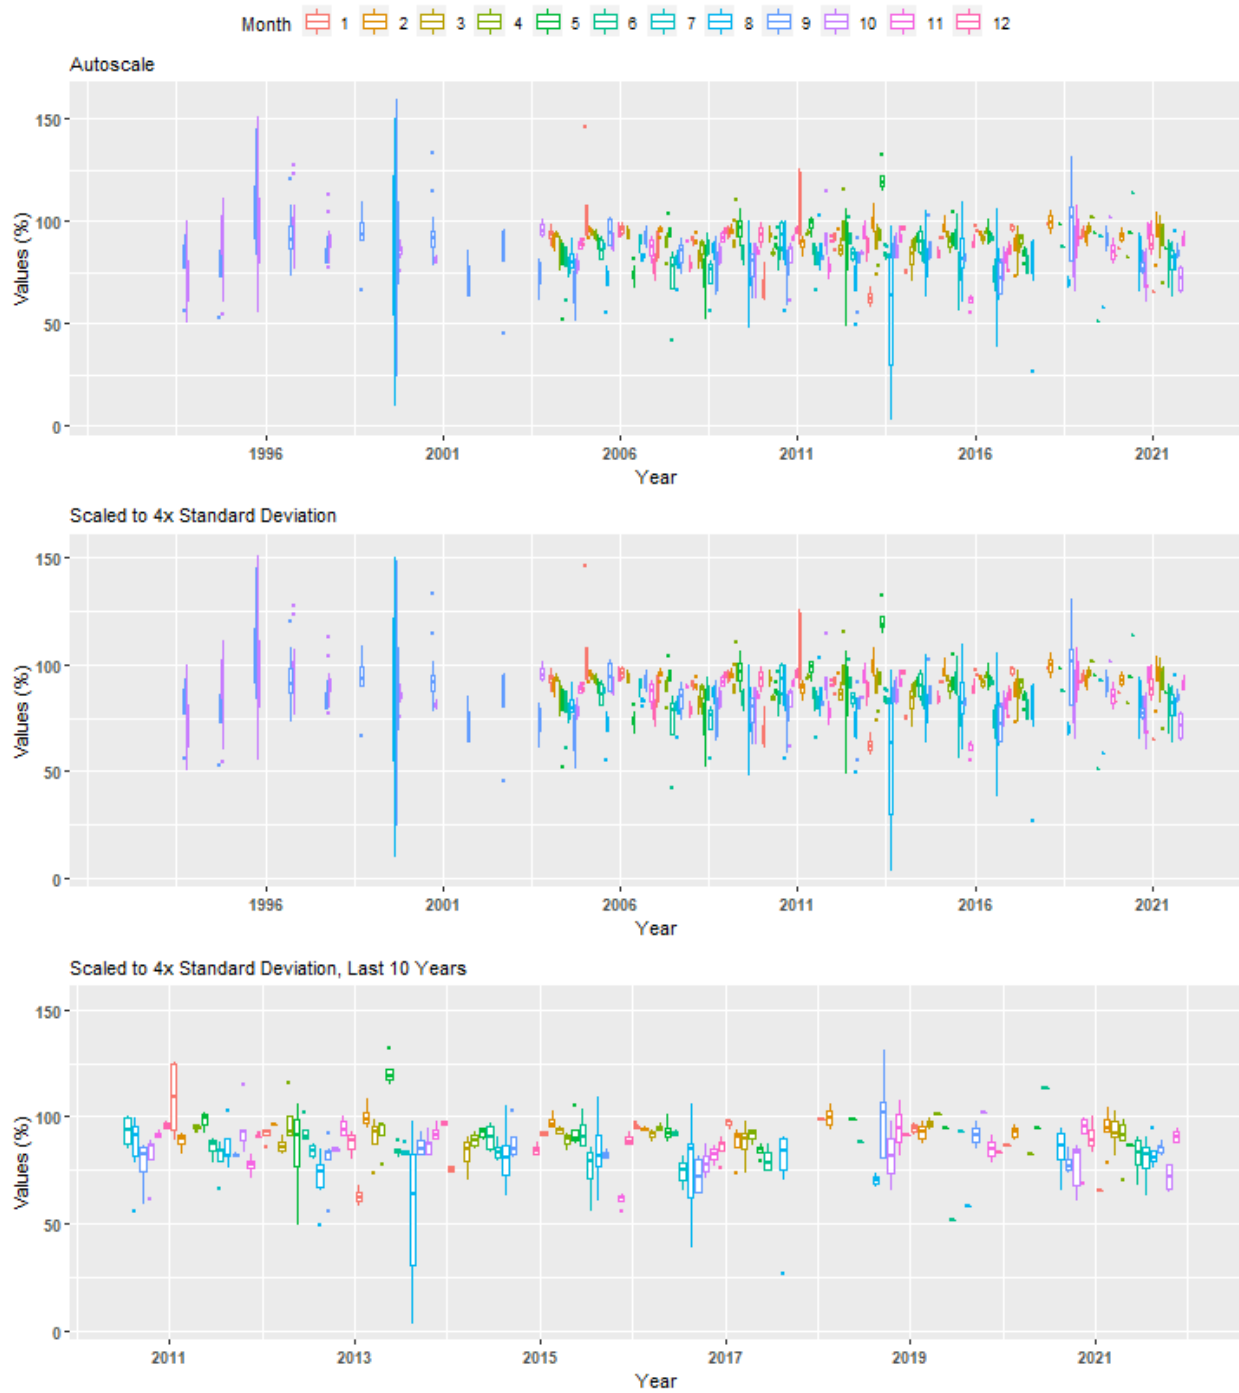 Month 1 2 3 4 5 6 7 8 9 10 11 12
Autoscale
150
100
50
0
Values (%)
1996 2001 2006 2011 2016 2021
Year
Scaled to 4x Standard Deviation
150
100
50
0
Values (%)
1996 2001 2006 2011 2016 2021
Year
Scaled to 4x Standard Deviation, Last 10 Years
150
100
50
0
Values (%)
2011 2013 2015 2017 2019 2021
Year